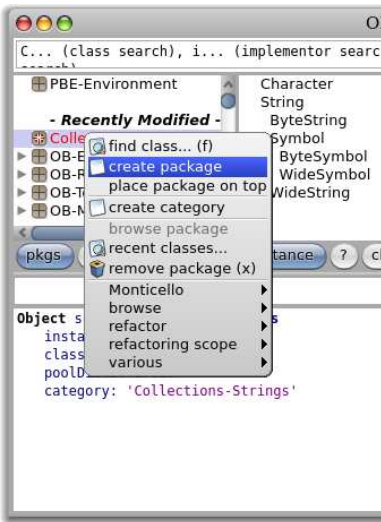 C... (class search), i... (implementor searc
PBE-Environment
- Recently Modified -
Colle
OB-E
OB-R
OB-T
OB-M
Character
String
ByteString
Symbol
ByteSymbol
WideSymbol
WideString
find class... (f)
create package
place package on top
create category
browse package
recent classes...
remove package (x)
Monticello
browse
refactor
refactoring scope
various
pkgs
tance
?
cl
Object s
s
insta
class
poolD
category: 'Collections-Strings'